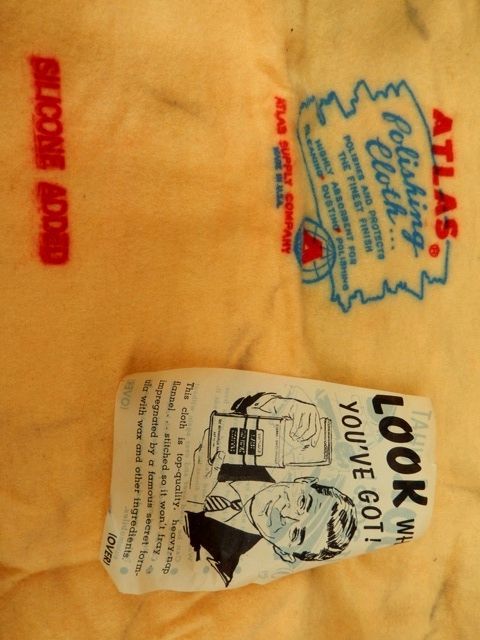 ATLAS®
Polishing
Cloth...
POLISHES AND PROTECTS
THE FINEST FINISH
HIGHLY ABSORBENT FOR
CLEANING DUSTING POLISHING
A
ATLAS SUPPLY COMPANY
MADE IN U.S.A.
SILICONE ADDED
LOOK WH
YOU'VE GOT!
This cloth is top-quality, heavy-nap
flannel - - stitched so it won't fray,
impregnated by a famous secret form-
ula with wax and other ingredients.
(OVER)